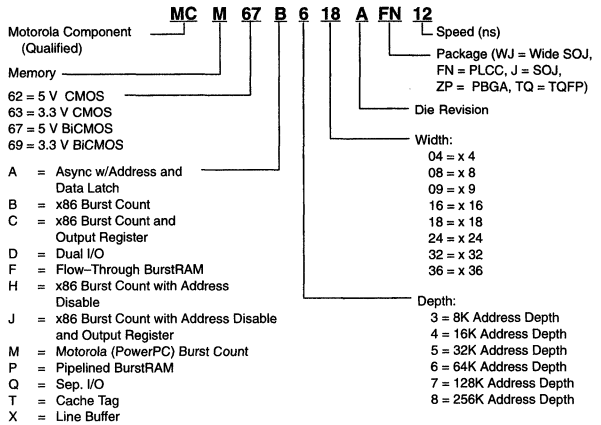 MC M 67 B 6 18 A FN 12
Motorola Component
(Qualified)
Memory
62 = 5 V CMOS
63 = 3.3 V CMOS
67 = 5 V BiCMOS
69 = 3.3 V BiCMOS
A = Async w/Address and
Data Latch
B = x86 Burst Count
C = x86 Burst Count and
Output Register
D = Dual I/O
F = Flow–Through BurstRAM
H = x86 Burst Count with Address
Disable
J = x86 Burst Count with Address Disable
and Output Register
M = Motorola (PowerPC) Burst Count
P = Pipelined BurstRAM
Q = Sep. I/O
T = Cache Tag
X = Line Buffer
Speed (ns)
Package (WJ = Wide SOJ,
FN = PLCC, J = SOJ,
ZP = PBGA, TQ = TQFP)
Die Revision
Width:
04 = x 4
08 = x 8
09 = x 9
16 = x 16
18 = x 18
24 = x 24
32 = x 32
36 = x 36
Depth:
3 = 8K Address Depth
4 = 16K Address Depth
5 = 32K Address Depth
6 = 64K Address Depth
7 = 128K Address Depth
8 = 256K Address Depth